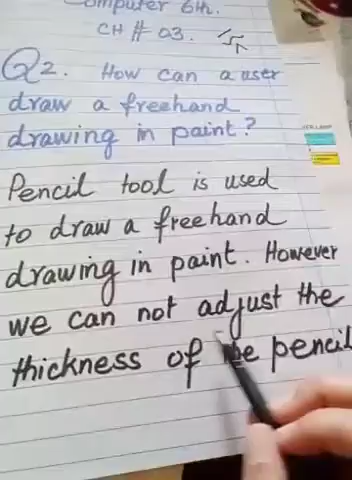 Computer 6th.
CH # 03.
Q2. How can a user
draw a freehand
drawing in paint?
Pencil tool is used
to draw a freehand
drawing in paint. However
we can not adjust the
thickness of the pencil